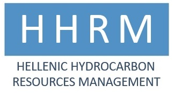 HHRM
HELLENIC HYDROCARBON
RESOURCES MANAGEMENT